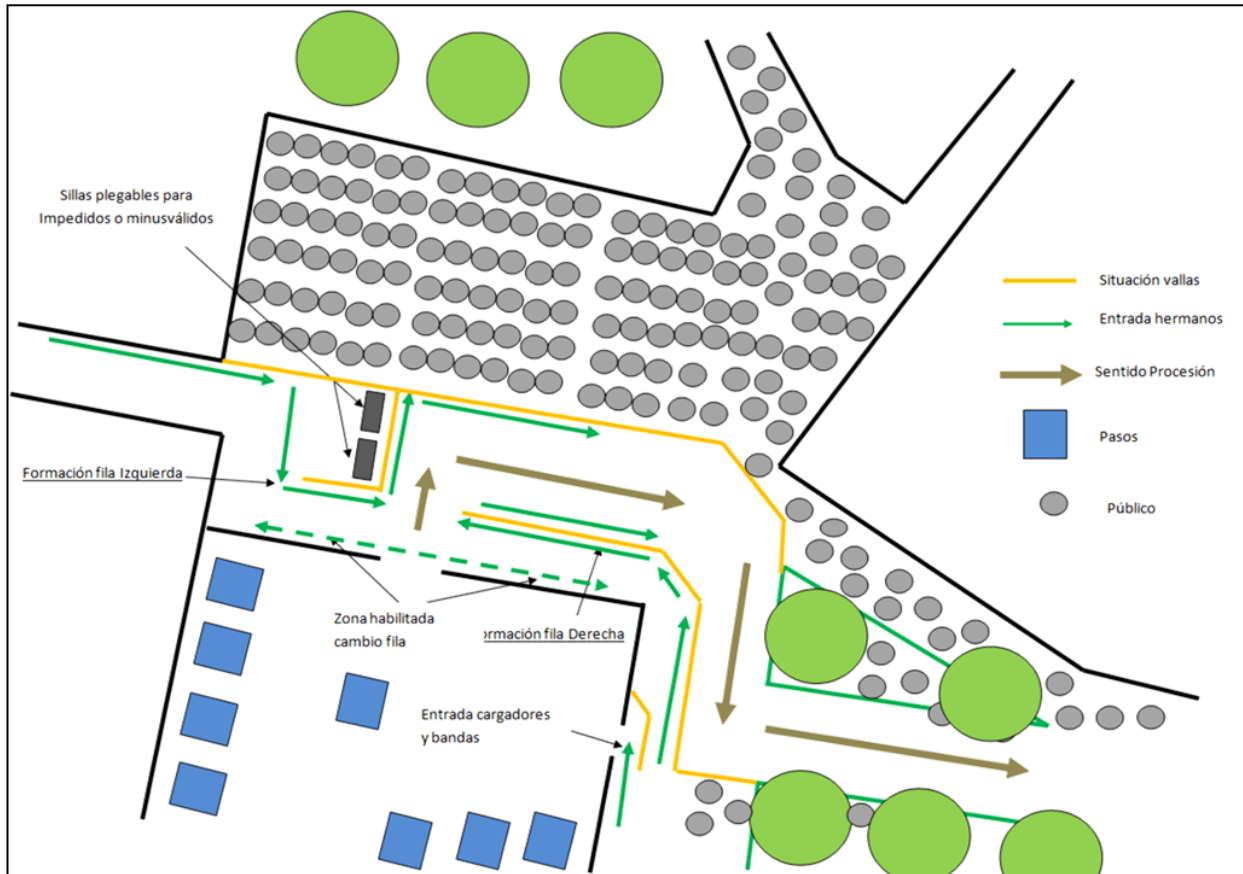 Sillas plegables para
Impedidos o minusválidos
Situación vallas
Entrada hermanos
Sentido Procesión
Pasos
Público
Formación fila Izquierda
Zona habilitada
cambio fila
ormación fila Derecha
Entrada cargadores
y bandas